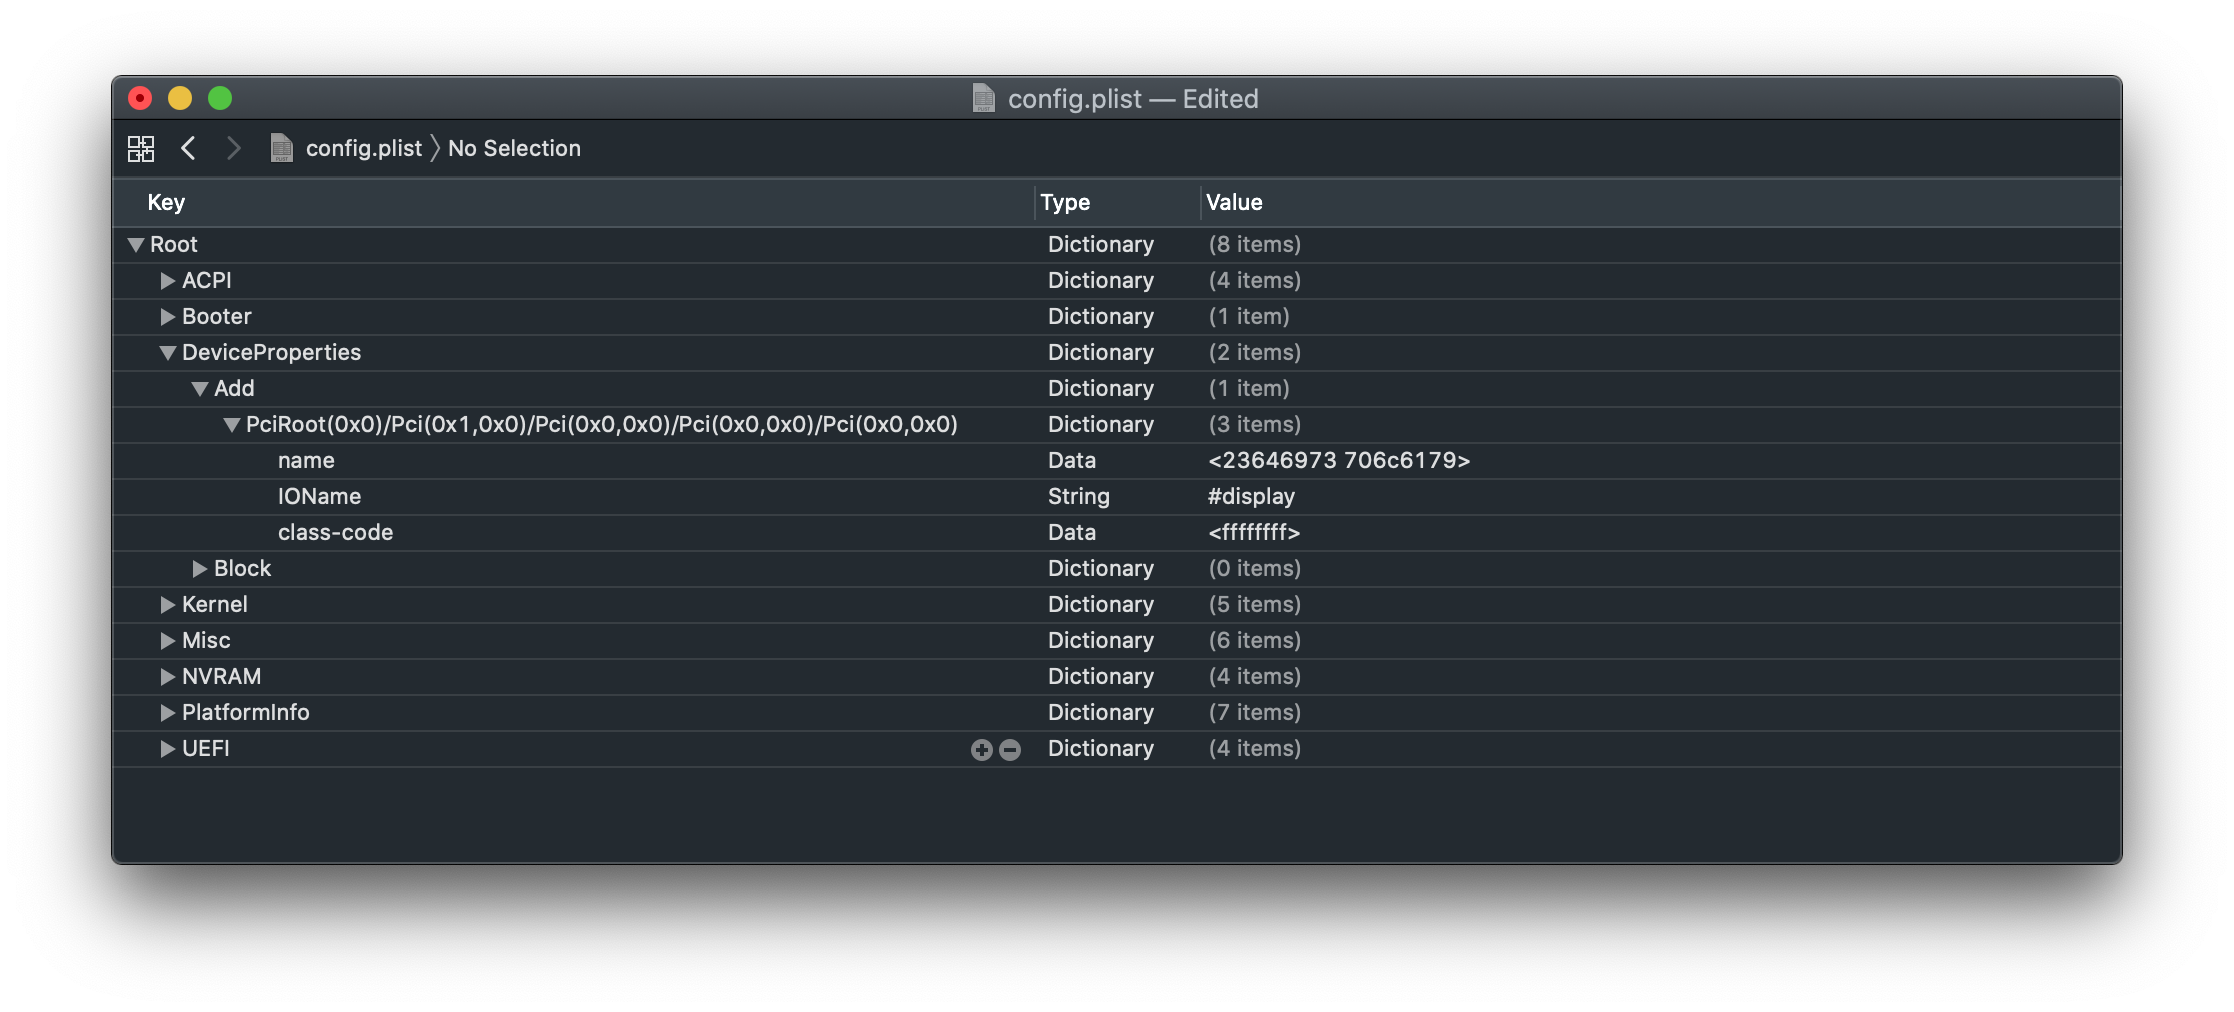 config.plist — Edited
config.plist 〉 No Selection
Key Type Value
Root Dictionary (8 items)
ACPI Dictionary (4 items)
Booter Dictionary (1 item)
DeviceProperties Dictionary (2 items)
Add Dictionary (1 item)
PciRoot(0x0)/Pci(0x1,0x0)/Pci(0x0,0x0)/Pci(0x0,0x0)/Pci(0x0,0x0) Dictionary (3 items)
name Data <23646973 706c6179>
IOName String #display
class-code Data <ffffffff>
Block Dictionary (0 items)
Kernel Dictionary (5 items)
Misc Dictionary (6 items)
NVRAM Dictionary (4 items)
PlatformInfo Dictionary (7 items)
UEFI Dictionary (4 items)